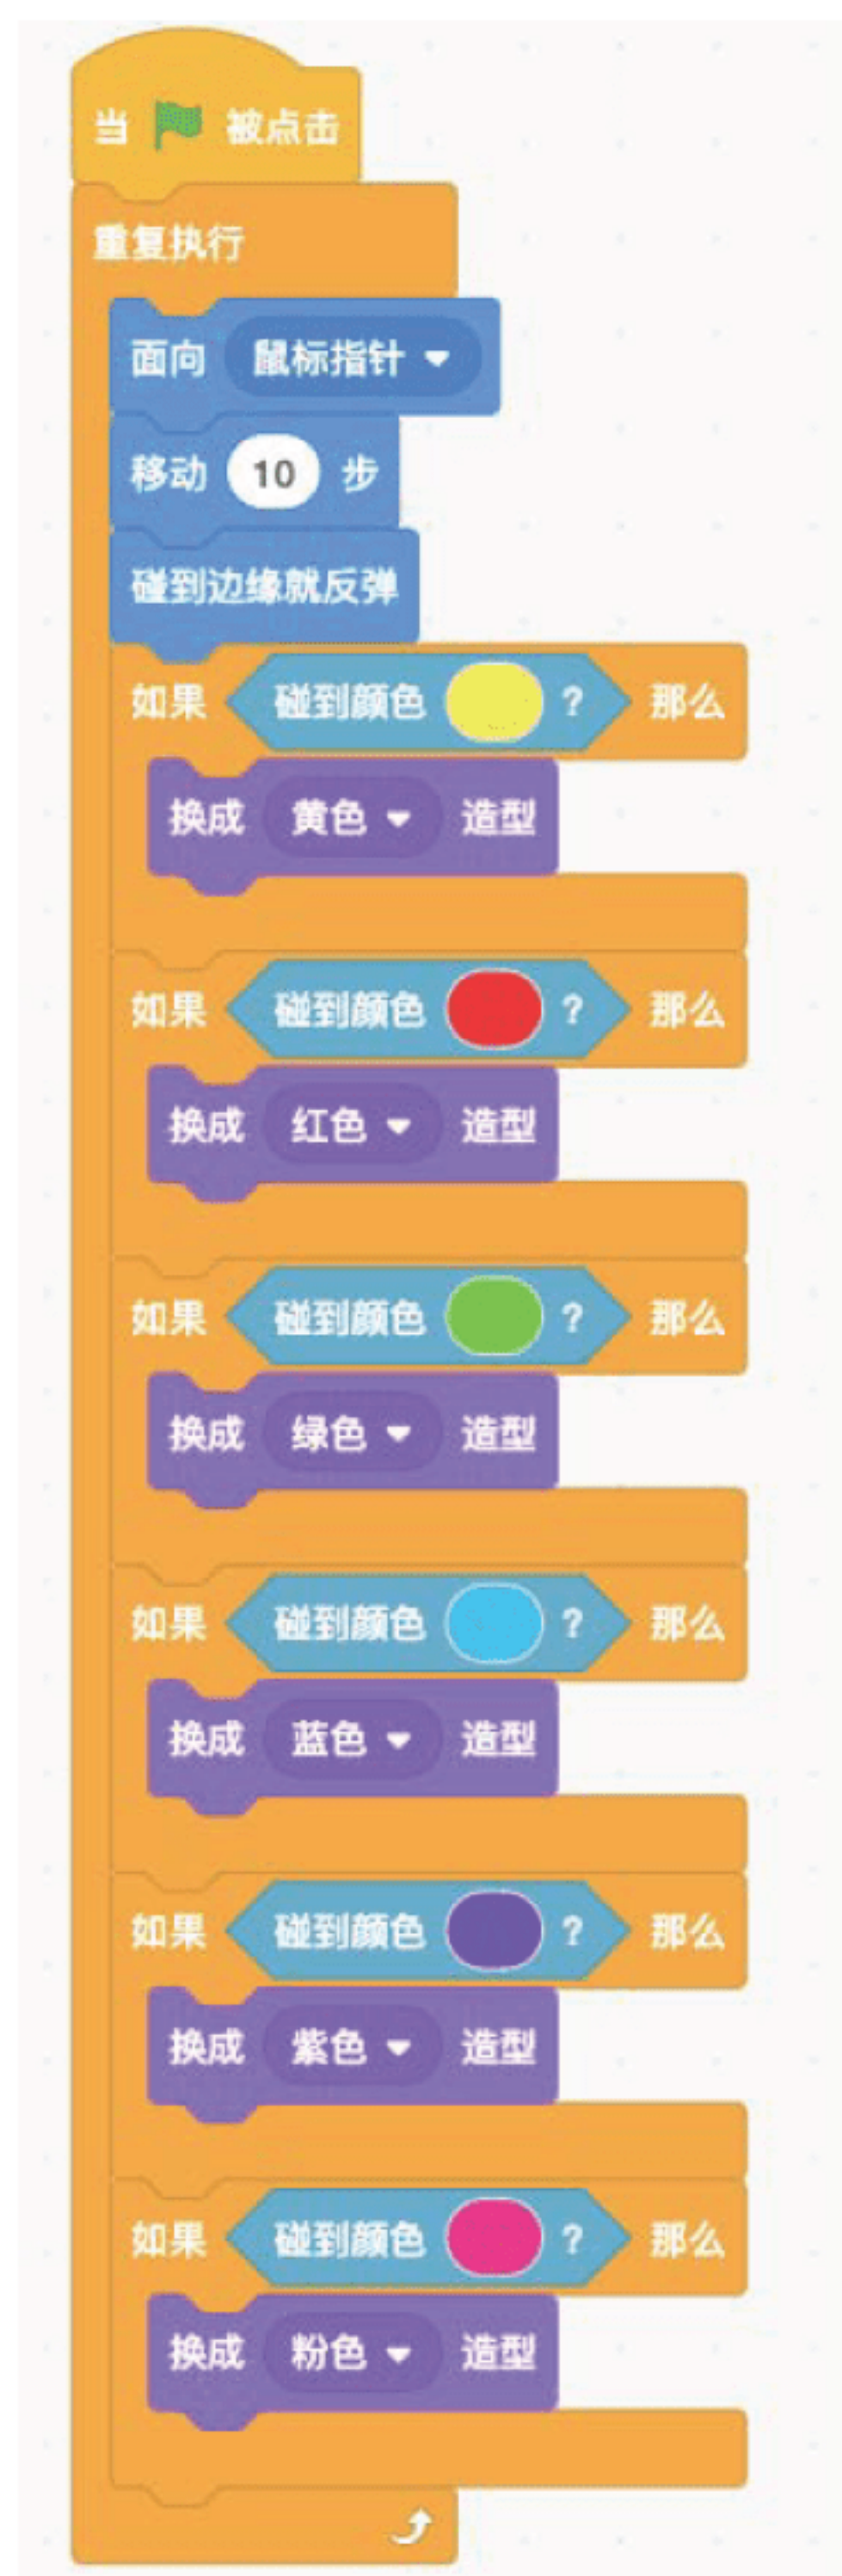 当 被点击
重复执行
面向 鼠标指针
移动 10 步
碰到边缘就反弹
如果 碰到颜色 ? 那么
换成 黄色 造型
如果 碰到颜色 ? 那么
换成 红色 造型
如果 碰到颜色 ? 那么
换成 绿色 造型
如果 碰到颜色 ? 那么
换成 蓝色 造型
如果 碰到颜色 ? 那么
换成 紫色 造型
如果 碰到颜色 ? 那么
换成 粉色 造型